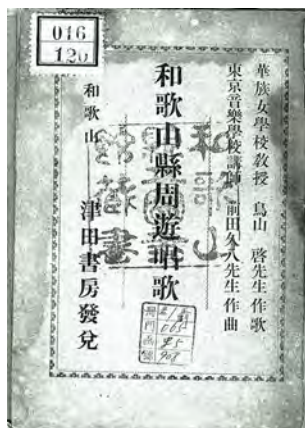 016
120
華族女學校教授 鳥山 啓先生作歌
東京音樂學校講師 前田久八先生作曲
和歌山縣周遊唱歌
和歌山 津田書房發兌